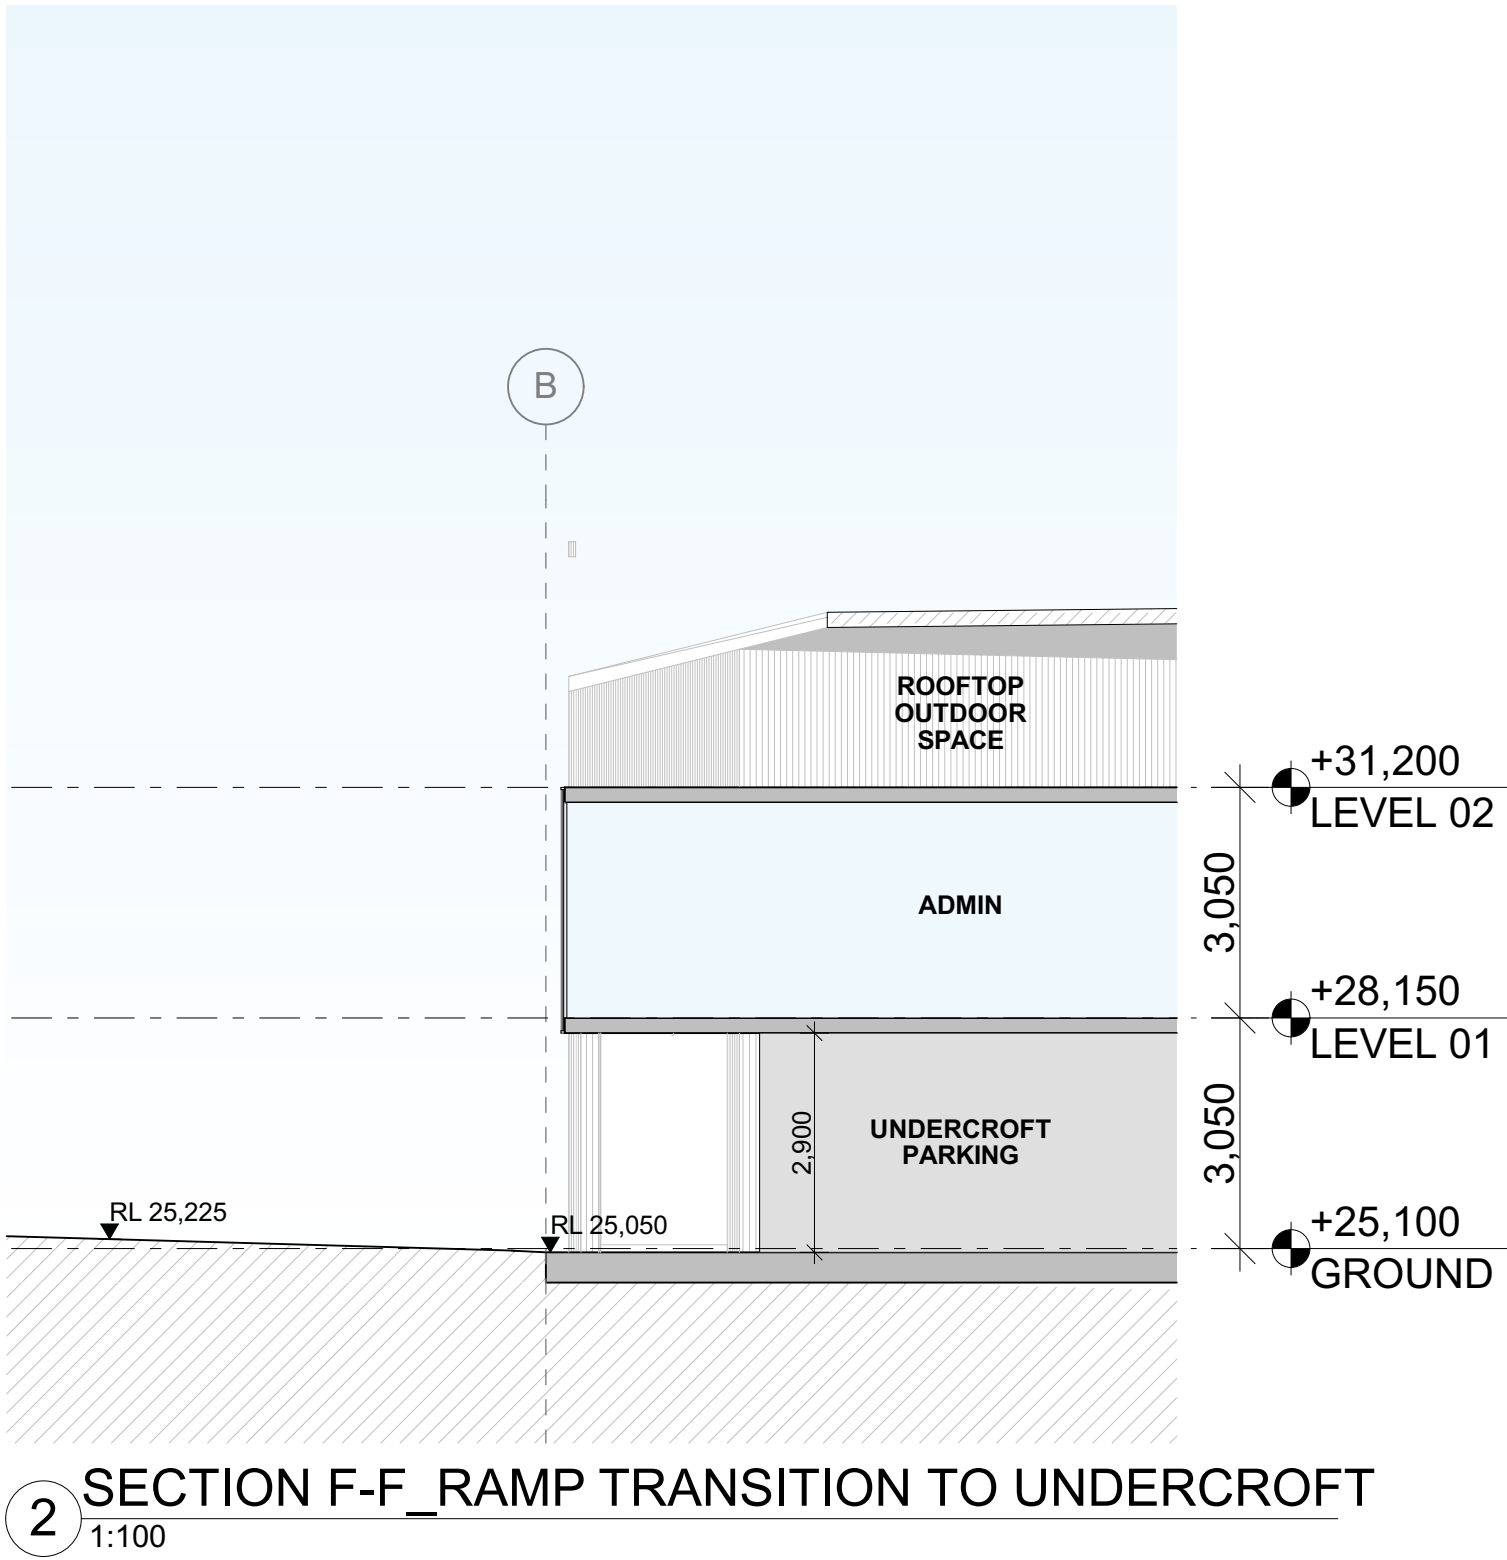 B
ROOFTOP
OUTDOOR
SPACE
+31,200
LEVEL 02
3,050
ADMIN
+28,150
LEVEL 01
3,050
2,900
UNDERCROFT
PARKING
RL 25,225
RL 25,050
+25,100
GROUND
2
SECTION F-F_RAMP TRANSITION TO UNDERCROFT
1:100